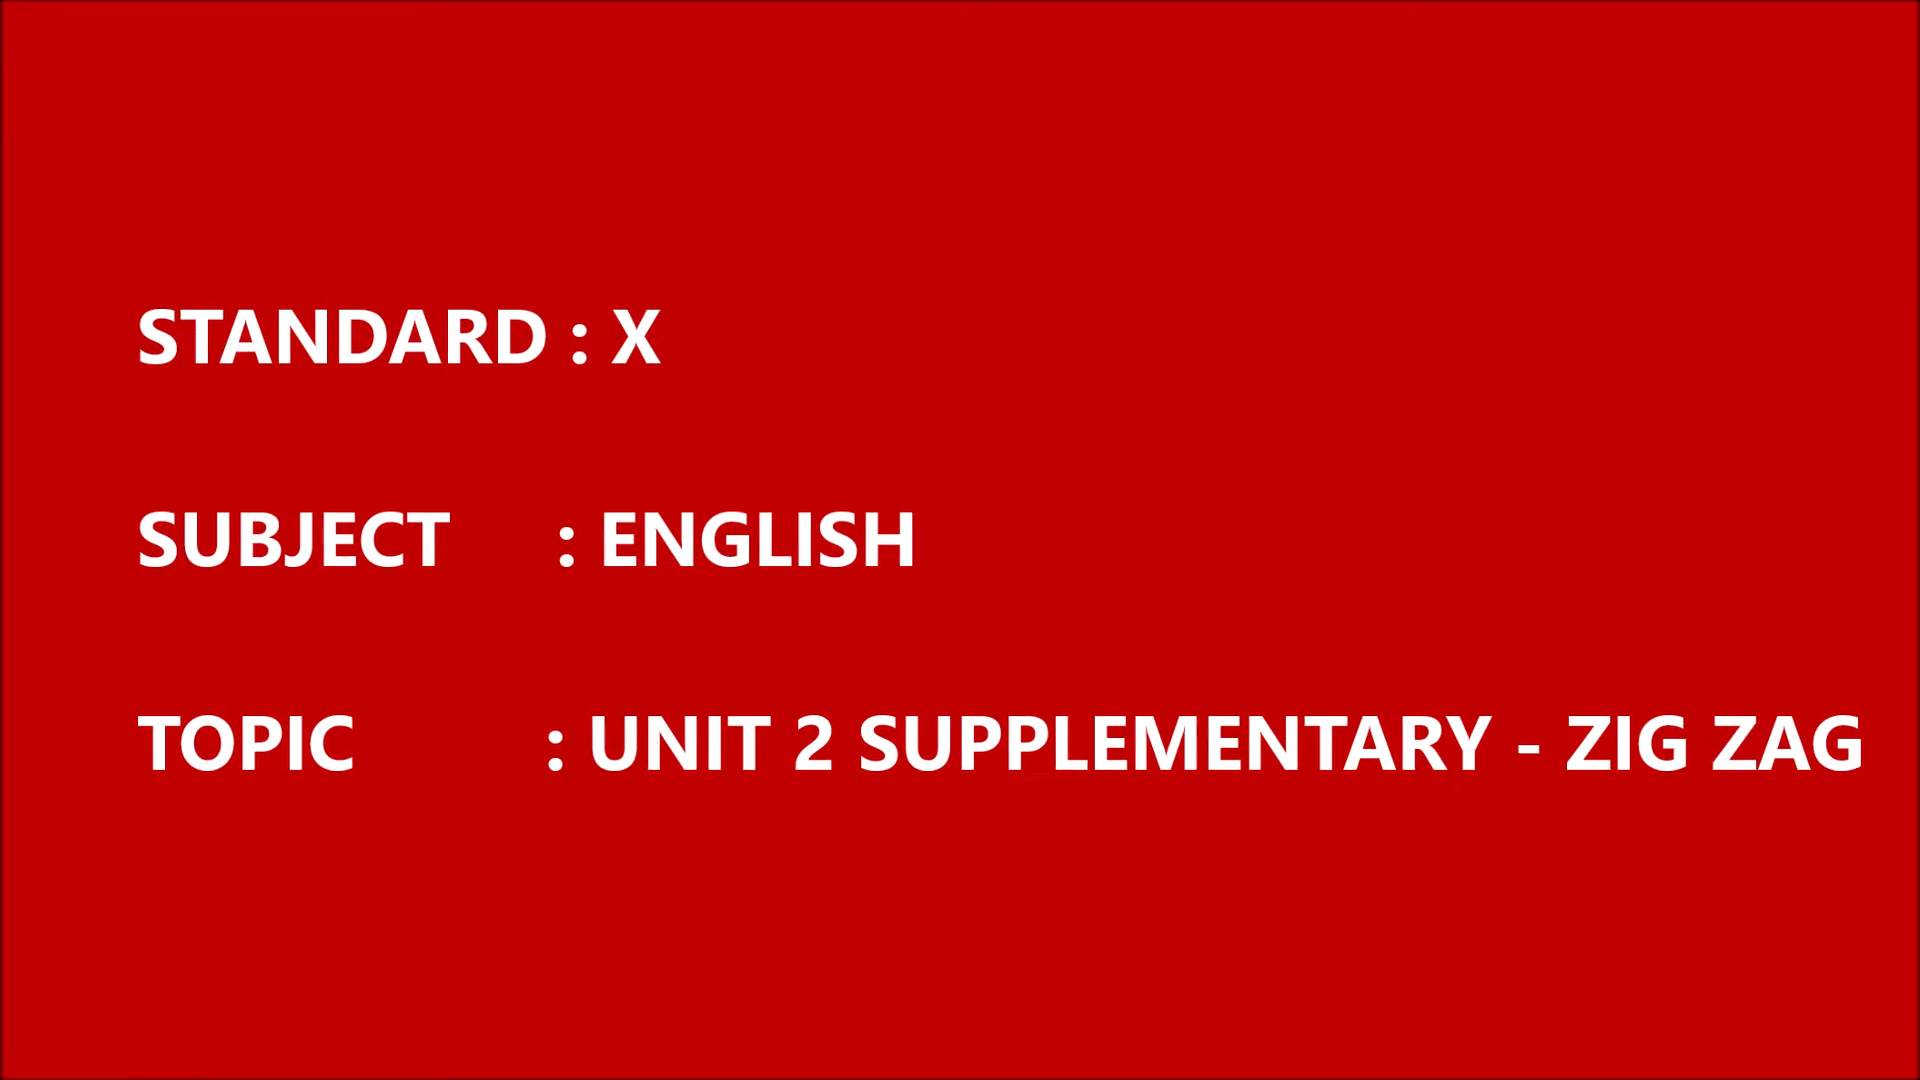 STANDARD : X
SUBJECT : ENGLISH
TOPIC : UNIT 2 SUPPLEMENTARY - ZIG ZAG